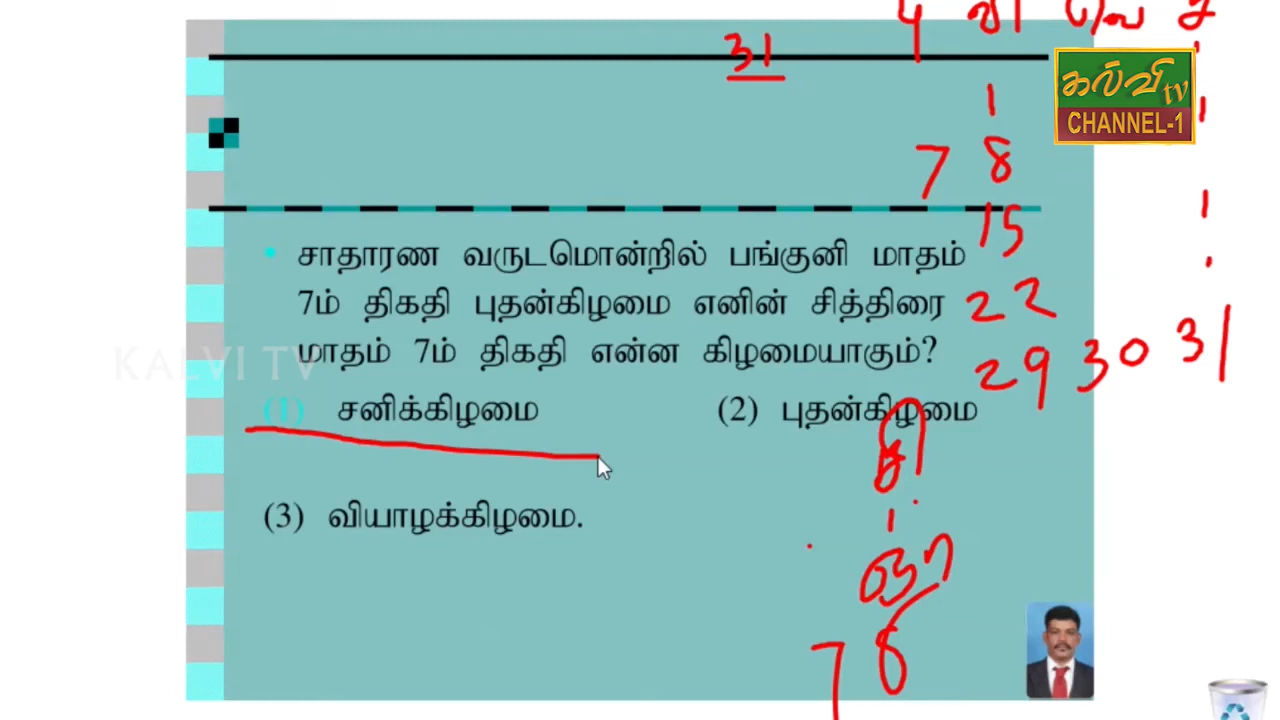 பு வி வெ ச
31
கல்வி tv
CHANNEL-1
1
7 8
15
22
29 30 31
சாதாரண வருடமொன்றில் பங்குனி மாதம்
7ம் திகதி புதன்கிழமை எனின் சித்திரை
மாதம் 7ம் திகதி என்ன கிழமையாகும்?
KALVI TV
(1) சனிக்கிழமை (2) புதன்கிழமை
(3) வியாழக்கிழமை.
சி
1
ஞா
7 8